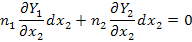 n₁ ∂Y₁/∂x₂ dx₂ + n₂ ∂Y₂/∂x₂ dx₂ = 0